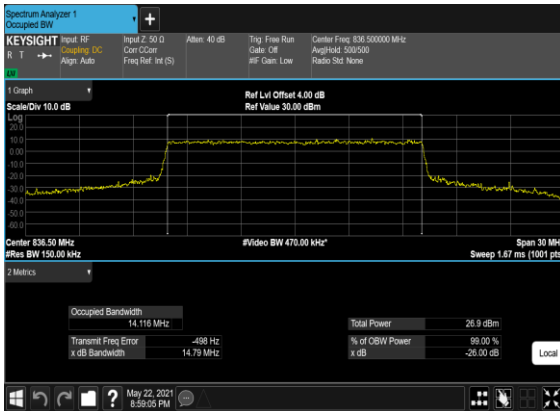 Spectrum Analyzer 1
Occupied BW
KEYSIGHT
R T
LXI
Input: RF
Coupling: DC
Align: Auto
Input Z: 50 Ω
Corr CCorr
Freq Ref: Int (S)
Atten: 40 dB
Trig: Free Run
Gate: Off
#IF Gain: Low
Center Freq: 836.500000 MHz
Avg|Hold: 500/500
Radio Std: None
1 Graph
Scale/Div 10.0 dB
Ref Lvl Offset 4.00 dB
Ref Value 30.00 dBm
Log
20.0
10.0
0.00
-10.0
-20.0
-30.0
-40.0
-50.0
-60.0
Center 836.50 MHz
#Res BW 150.00 kHz
#Video BW 470.00 kHz*
Span 30 MH
Sweep 1.67 ms (1001 pts
2 Metrics
Occupied Bandwidth
14.116 MHz
Transmit Freq Error -498 Hz
x dB Bandwidth 14.79 MHz
Total Power 26.9 dBm
% of OBW Power 99.00 %
x dB -26.00 dB
Local
May 22, 2021
8:59:05 PM